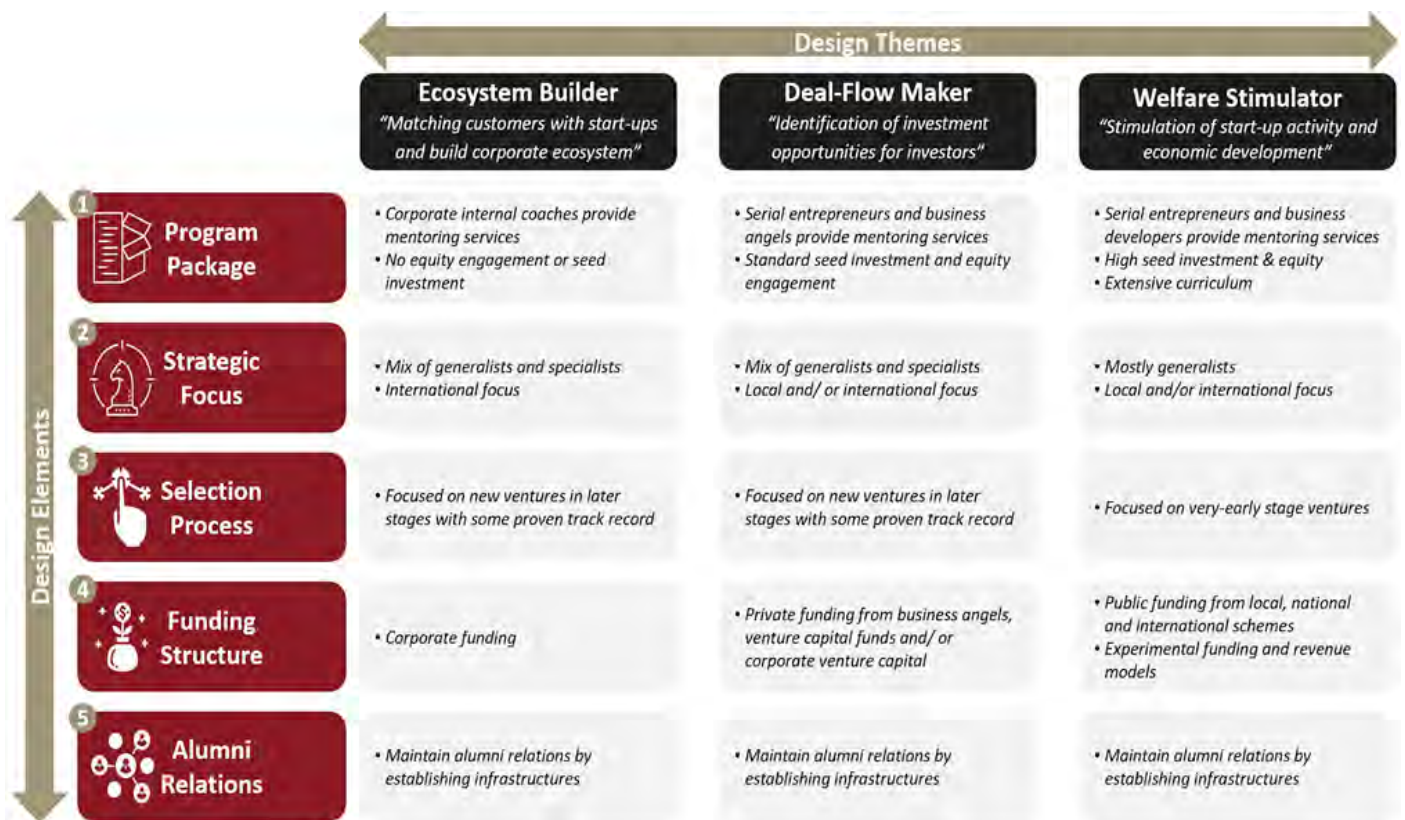 Design Themes
Ecosystem Builder
"Matching customers with start-ups
and build corporate ecosystem"
Deal-Flow Maker
"Identification of investment
opportunities for investors"
Welfare Stimulator
"Stimulation of start-up activity and
economic development"
Design Elements
1
Program
Package
• Corporate internal coaches provide
mentoring services
• No equity engagement or seed
investment
• Serial entrepreneurs and business
angels provide mentoring services
• Standard seed investment and equity
engagement
• Serial entrepreneurs and business
developers provide mentoring services
• High seed investment & equity
• Extensive curriculum
2
Strategic
Focus
• Mix of generalists and specialists
• International focus
• Mix of generalists and specialists
• Local and/ or international focus
• Mostly generalists
• Local and/or international focus
3
Selection
Process
• Focused on new ventures in later
stages with some proven track record
• Focused on new ventures in later
stages with some proven track record
• Focused on very-early stage ventures
4
Funding
Structure
• Corporate funding
• Private funding from business angels,
venture capital funds and/ or
corporate venture capital
• Public funding from local, national
and international schemes
• Experimental funding and revenue
models
5
Alumni
Relations
• Maintain alumni relations by
establishing infrastructures
• Maintain alumni relations by
establishing infrastructures
• Maintain alumni relations by
establishing infrastructures